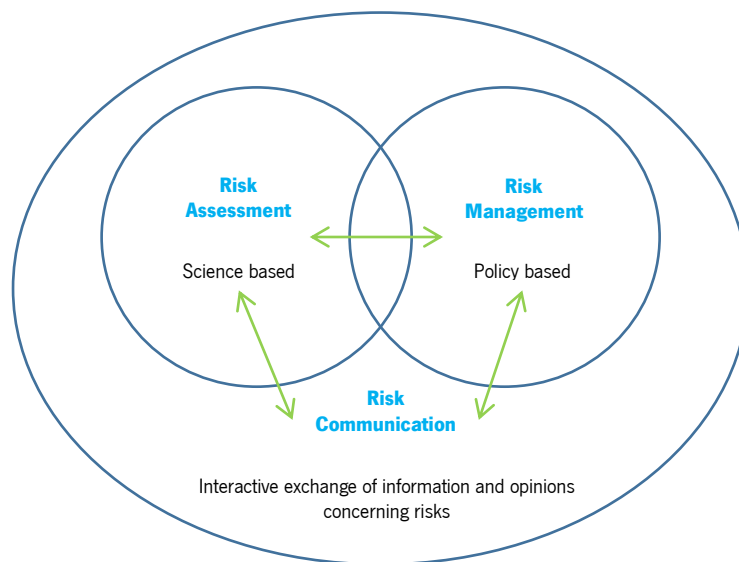 Risk
Assessment
Science based
Risk
Management
Policy based
Risk
Communication
Interactive exchange of information and opinions
concerning risks